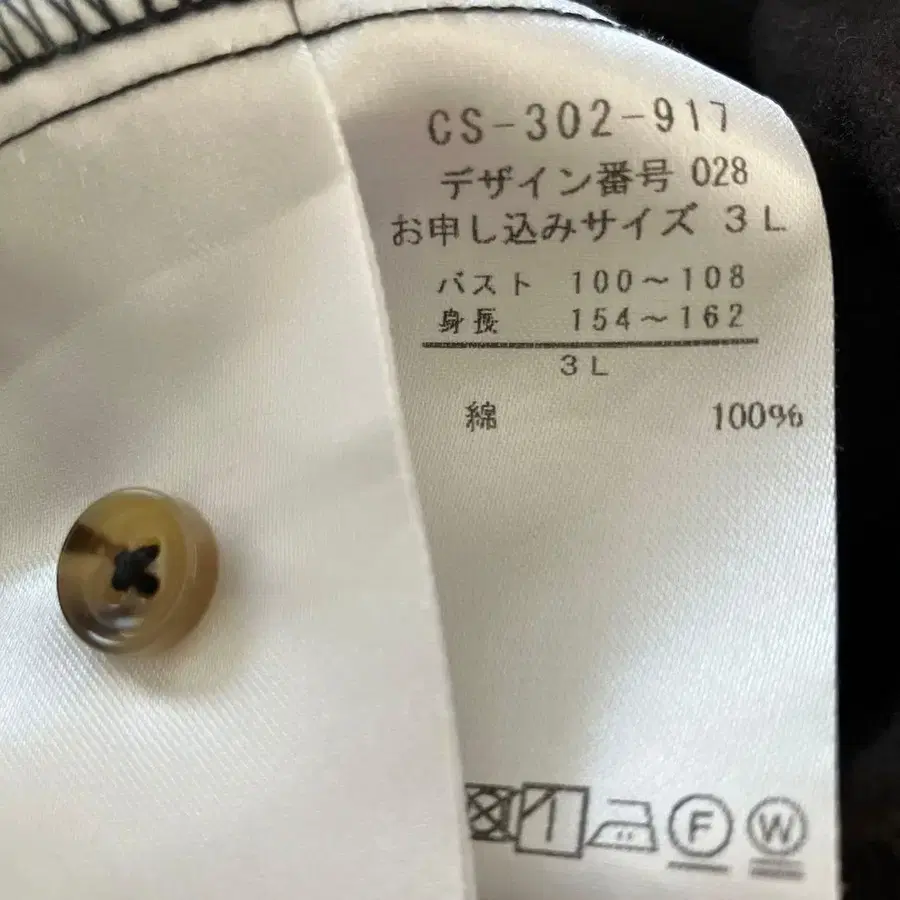 CS-302-917
デザイン番号 028
お申し込みサイズ 3L
バスト 100～108
身長 154～162
3L
綿 100%
F W